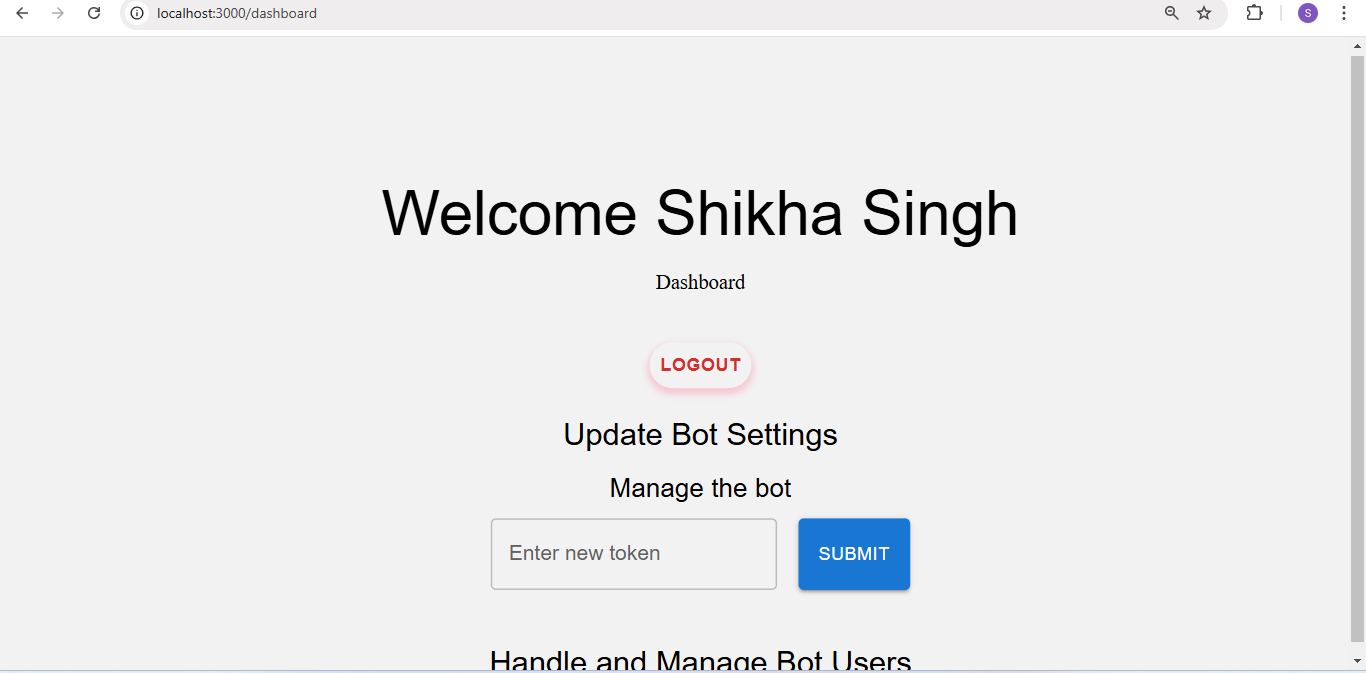 localhost:3000/dashboard
S
Welcome Shikha Singh
Dashboard
LOGOUT
Update Bot Settings
Manage the bot
Enter new token
SUBMIT
Handle and Manage Bot Users